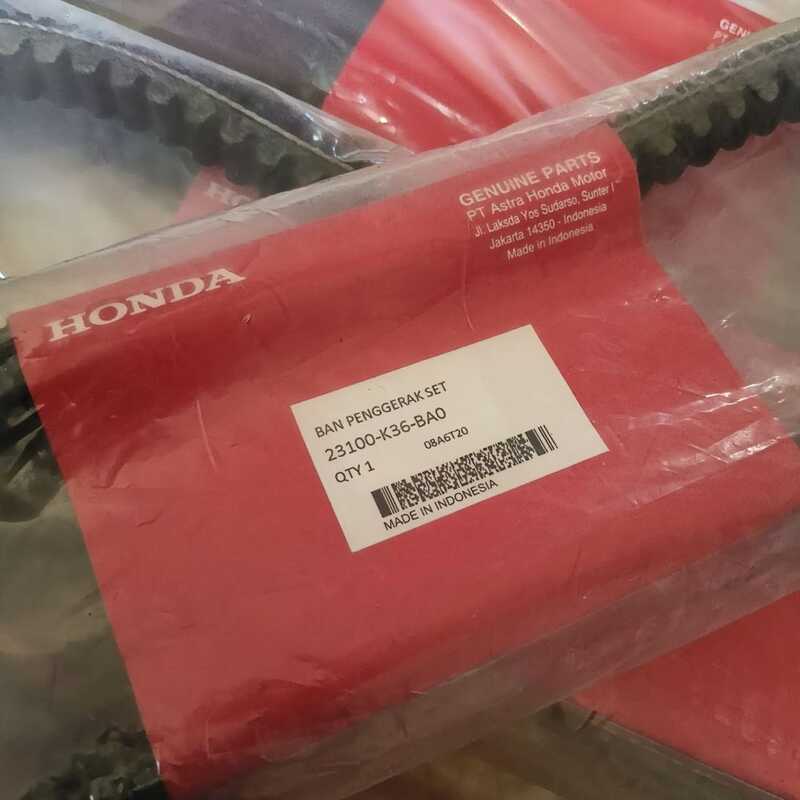 GENUINE PARTS
PT Astra Honda Motor
Jl. Laksda Yos Sudarso, Sunter I
Jakarta 14350 - Indonesia
Made in Indonesia
HONDA
BAN PENGGERAK SET
23100-K36-BA0
QTY 1
08A6T20
MADE IN INDONESIA